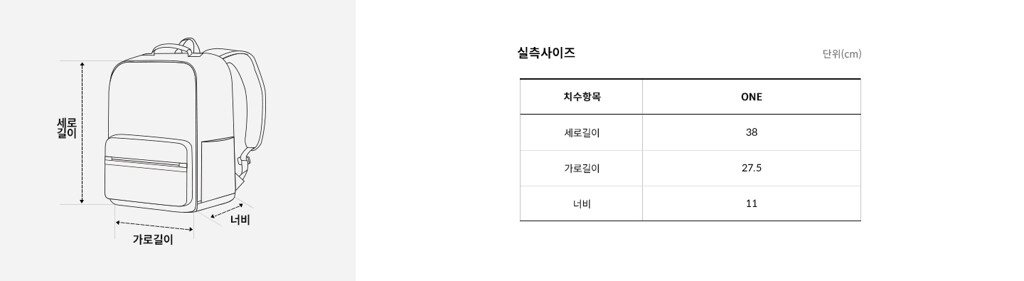 세로
길이
너비
가로길이
실측사이즈
단위(cm)
치수항목 ONE
세로길이 38
가로길이 27.5
너비 11